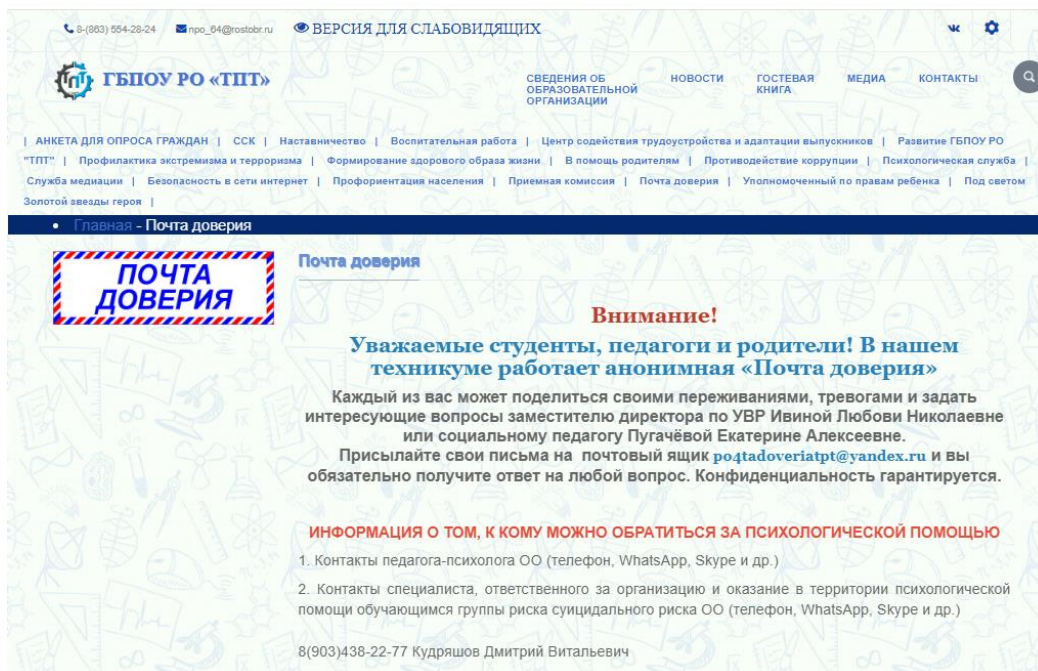 8-(863) 554-28-24 npo_64@rostobr.ru ВЕРСИЯ ДЛЯ СЛАБОВИДЯЩИХ
ТПТ ГБПОУ РО «ТПТ»
СВЕДЕНИЯ ОБ ОБРАЗОВАТЕЛЬНОЙ ОРГАНИЗАЦИИ НОВОСТИ ГОСТЕВАЯ КНИГА МЕДИА КОНТАКТЫ
| АНКЕТА ДЛЯ ОПРОСА ГРАЖДАН | ССК | Наставничество | Воспитательная работа | Центр содействия трудоустройства и адаптации выпускников | Развитие ГБПОУ РО
"ТПТ" | Профилактика экстремизма и терроризма | Формирование здорового образа жизни | В помощь родителям | Противодействие коррупции | Психологическая служба |
Служба медиации | Безопасность в сети интернет | Профориентация населения | Приемная комиссия | Почта доверия | Уполномоченный по правам ребенка | Под светом
Золотой звезды героя |
• Главная - Почта доверия
ПОЧТА
ДОВЕРИЯ
Почта доверия
Внимание!
Уважаемые студенты, педагоги и родители! В нашем
техникуме работает анонимная «Почта доверия»
Каждый из вас может поделиться своими переживаниями, тревогами и задать
интересующие вопросы заместителю директора по УВР Ивиной Любови Николаевне
или социальному педагогу Пугачёвой Екатерине Алексеевне.
Присылайте свои письма на почтовый ящик po4tadoveriatpt@yandex.ru и вы
обязательно получите ответ на любой вопрос. Конфиденциальность гарантируется.
ИНФОРМАЦИЯ О ТОМ, К КОМУ МОЖНО ОБРАТИТЬСЯ ЗА ПСИХОЛОГИЧЕСКОЙ ПОМОЩЬЮ
1. Контакты педагога-психолога ОО (телефон, WhatsApp, Skype и др.)
2. Контакты специалиста, ответственного за организацию и оказание в территории психологической
помощи обучающимся группы риска суицидального риска ОО (телефон, WhatsApp, Skype и др.)
8(903)438-22-77 Кудряшов Дмитрий Витальевич